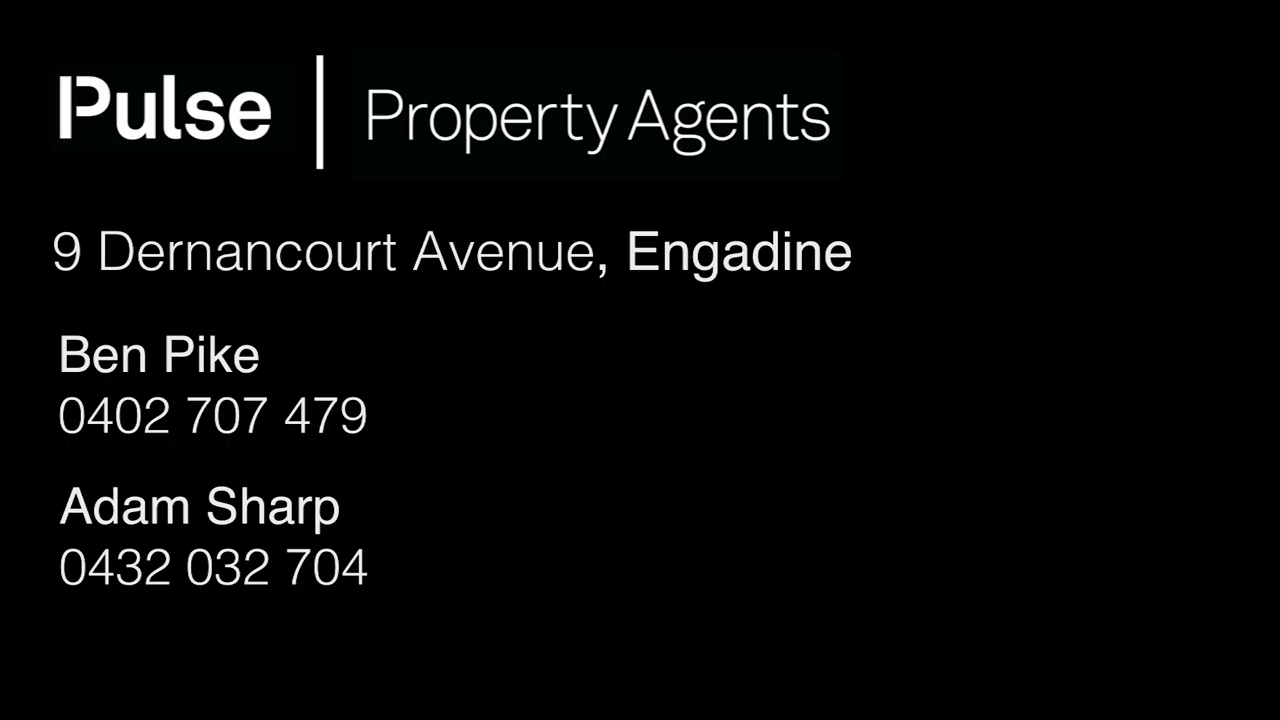 Pulse | Property Agents
9 Dernancourt Avenue, Engadine
Ben Pike
0402 707 479
Adam Sharp
0432 032 704